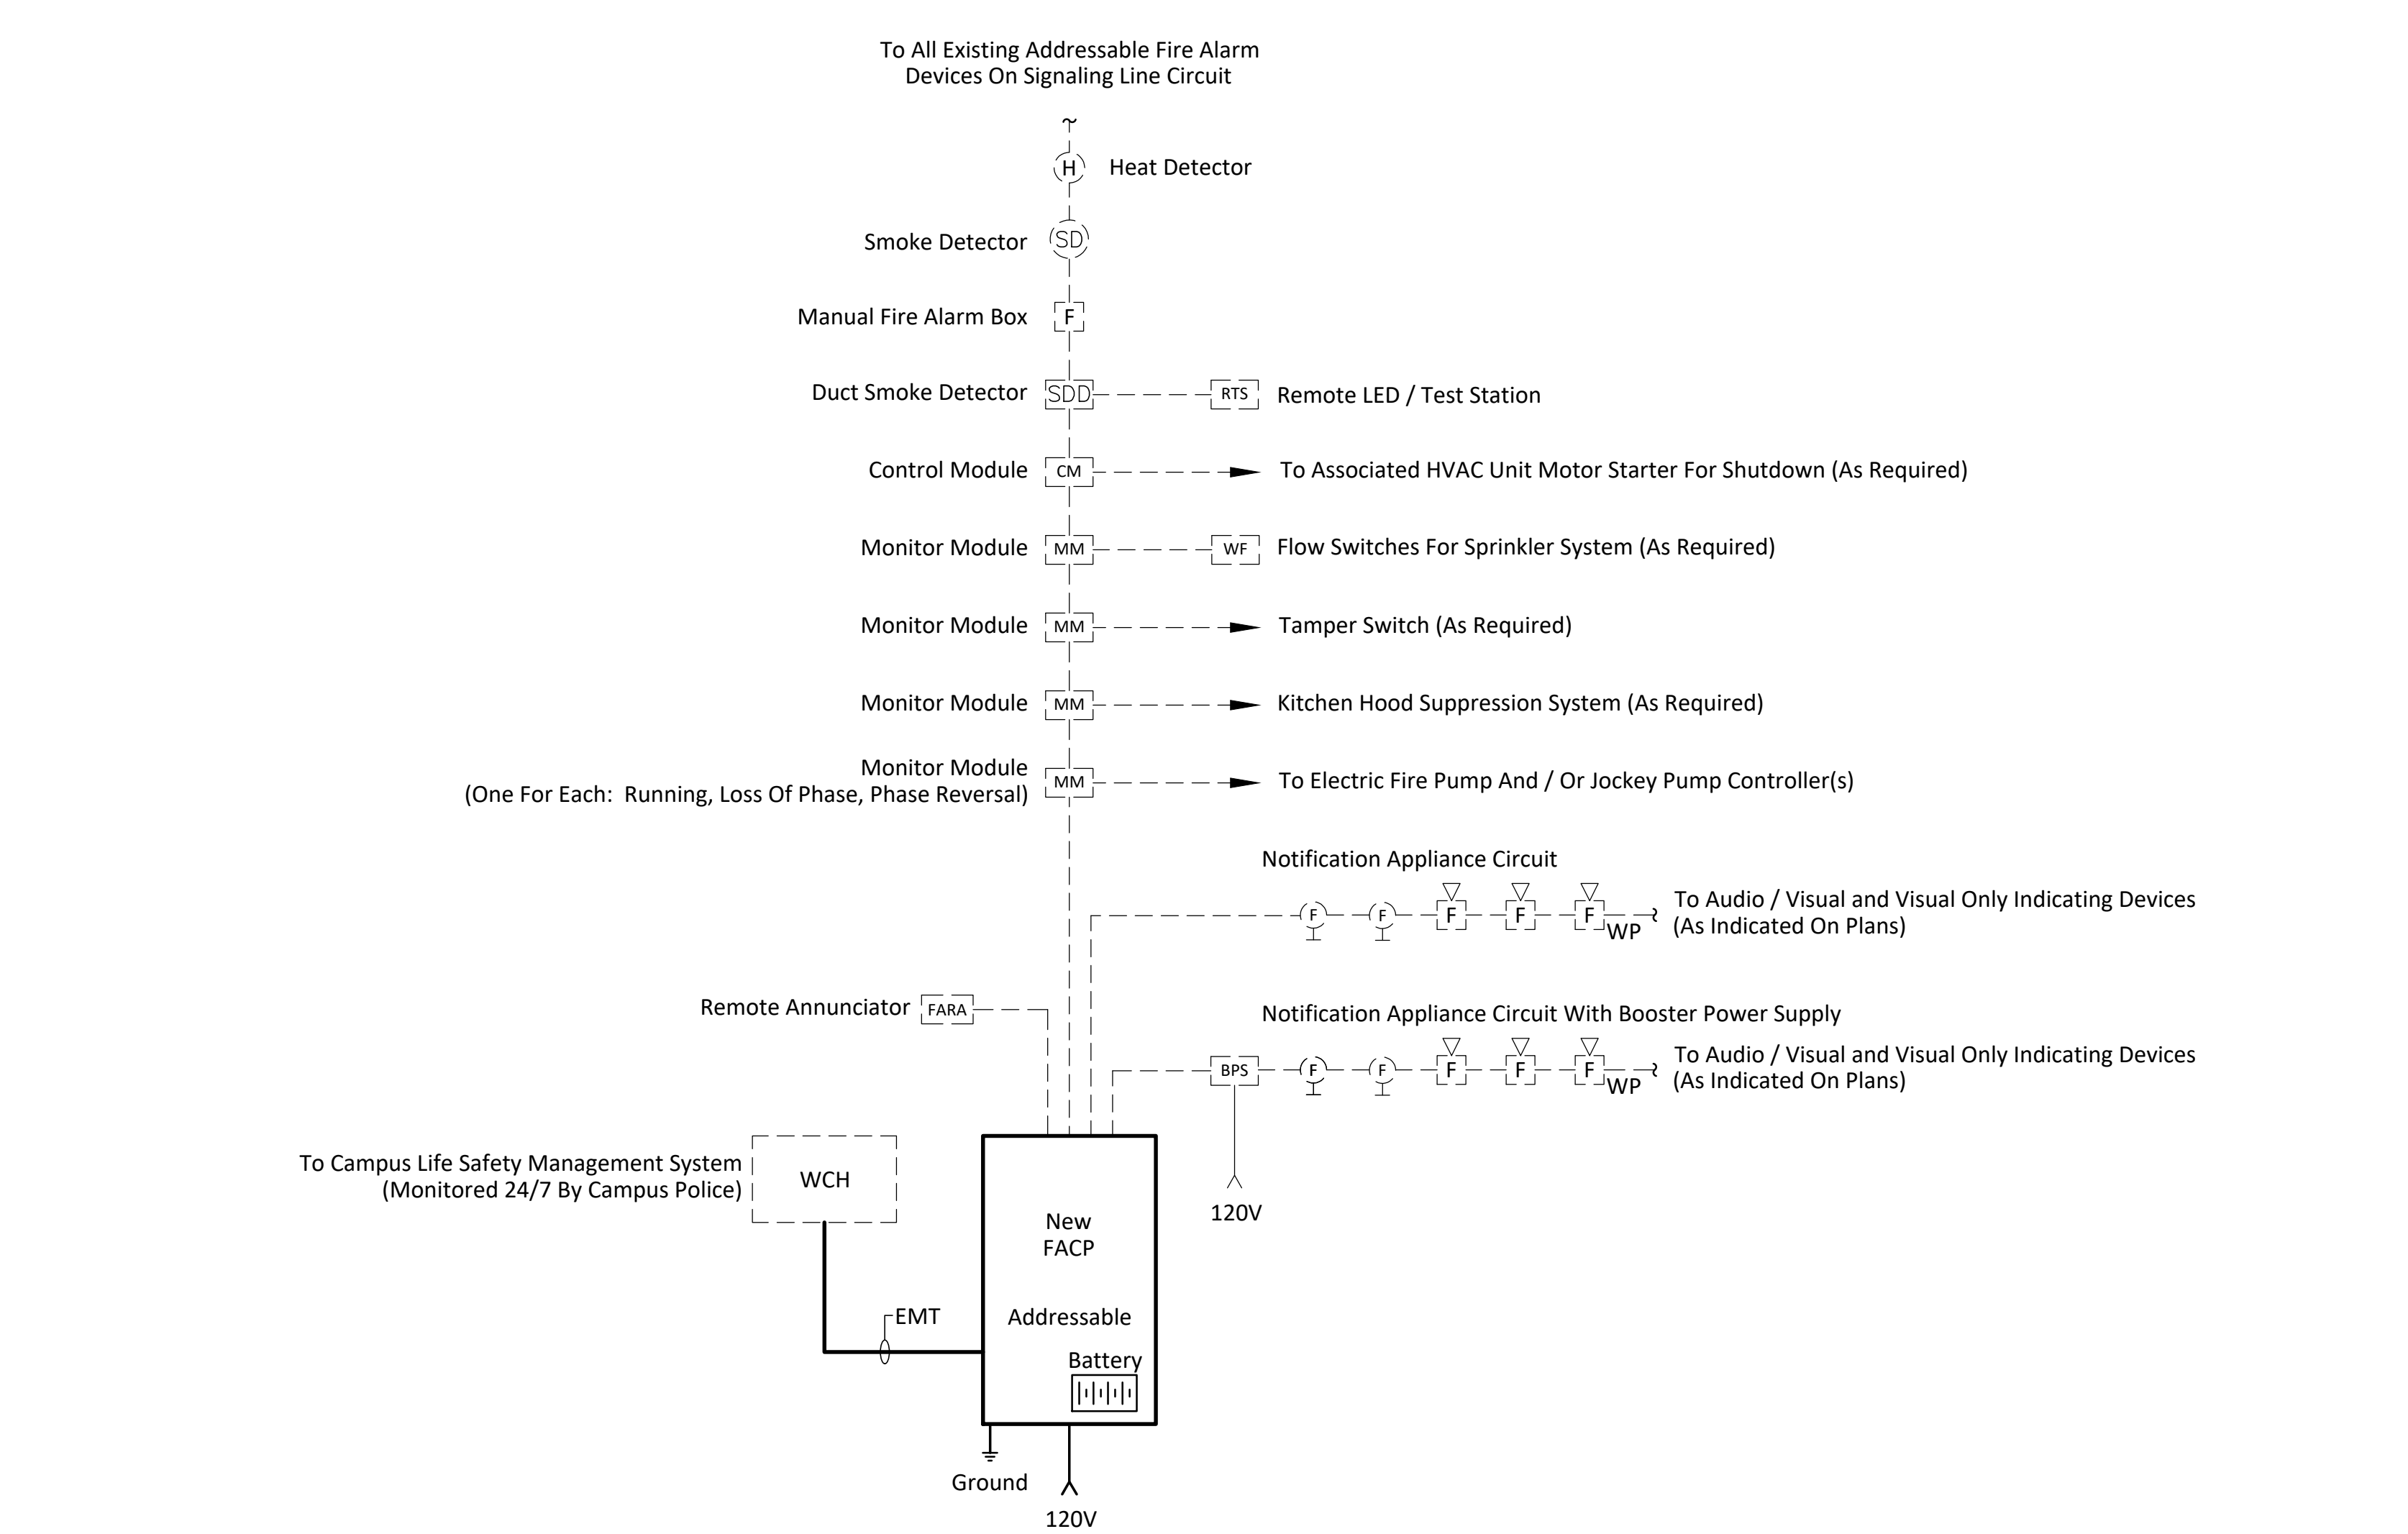 To All Existing Addressable Fire Alarm
Devices On Signaling Line Circuit
H
Heat Detector
Smoke Detector
SD
Manual Fire Alarm Box
F
Duct Smoke Detector
SDD
RTS
Remote LED / Test Station
Control Module
CM
To Associated HVAC Unit Motor Starter For Shutdown (As Required)
Monitor Module
MM
WF
Flow Switches For Sprinkler System (As Required)
Monitor Module
MM
Tamper Switch (As Required)
Monitor Module
MM
Kitchen Hood Suppression System (As Required)
Monitor Module
(One For Each: Running, Loss Of Phase, Phase Reversal)
MM
To Electric Fire Pump And / Or Jockey Pump Controller(s)
Notification Appliance Circuit
F
F
F
F
F
WP
To Audio / Visual and Visual Only Indicating Devices
(As Indicated On Plans)
Remote Annunciator
FARA
Notification Appliance Circuit With Booster Power Supply
BPS
F
F
F
F
F
WP
To Audio / Visual and Visual Only Indicating Devices
(As Indicated On Plans)
120V
To Campus Life Safety Management System
(Monitored 24/7 By Campus Police)
WCH
New
FACP
EMT
Addressable
Battery
Ground
120V